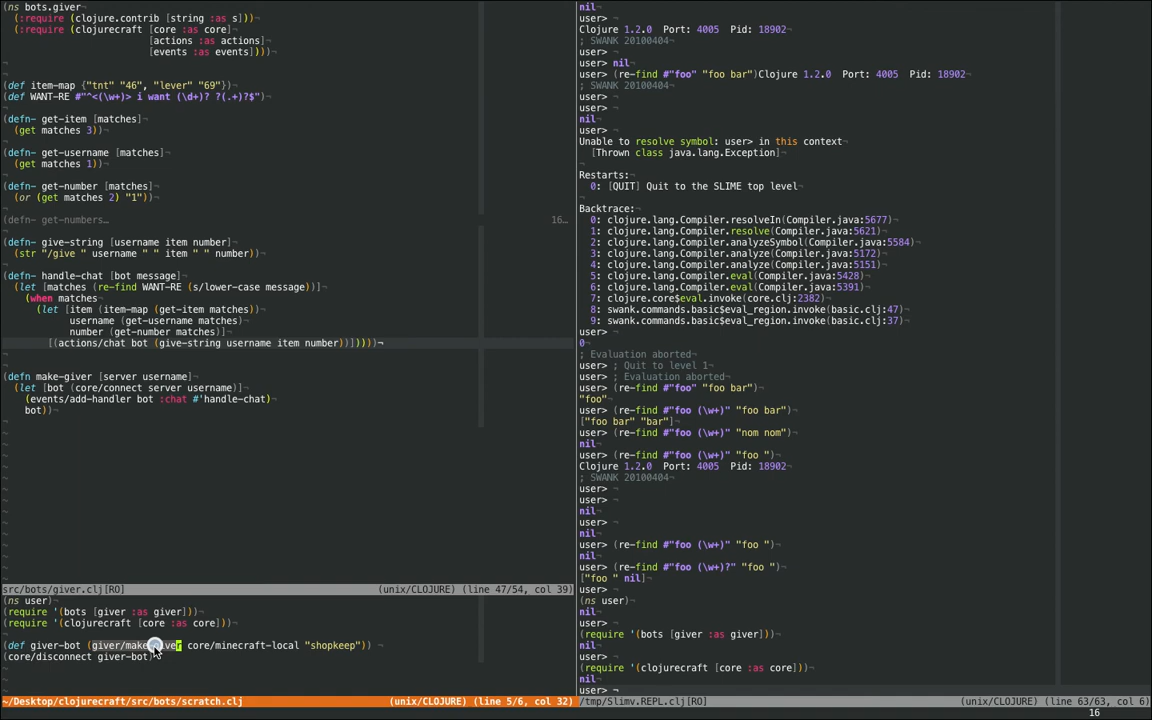 (ns bots.giver
  (:require (clojure.contrib [string :as s]))¬
  (:require (clojurecraft [core :as core]¬
                          [actions :as actions]¬
                          [events :as events])))¬
¬
¬
(def item-map {"tnt" "46", "lever" "69"})¬
(def WANT-RE #"^<(\w+)> i want (\d+)? ?(.+)?$")¬
¬
(defn- get-item [matches]¬
  (get matches 3))¬
¬
(defn- get-username [matches]¬
  (get matches 1))¬
¬
(defn- get-number [matches]¬
  (or (get matches 2) "1"))¬
¬
(defn- get-numbers… 16…
¬
(defn- give-string [username item number]¬
  (str "/give " username " " item " " number))¬
¬
(defn- handle-chat [bot message]¬
  (let [matches (re-find WANT-RE (s/lower-case message))]¬
    (when matches¬
      (let [item (item-map (get-item matches))¬
            username (get-username matches)¬
            number (get-number matches)]¬
        [(actions/chat bot (give-string username item number))]))))¬
¬
¬
(defn make-giver [server username]¬
  (let [bot (core/connect server username)]¬
    (events/add-handler bot :chat #'handle-chat)¬
    bot))¬
src/bots/giver.clj[RO] (unix/CLOJURE) (line 47/54, col 39)
(ns user)¬
(require '(bots [giver :as giver]))¬
(require '(clojurecraft [core :as core]))¬
¬
(def giver-bot (giver/make-giver core/minecraft-local "shopkeep")) ¬
(core/disconnect giver-bot)¬
~/Desktop/clojurecraft/src/bots/scratch.clj (unix/CLOJURE) (line 5/6, col 32)
nil¬
user>¬
Clojure 1.2.0  Port: 4005  Pid: 18902¬
; SWANK 20100404¬
user> ¬
user> nil¬
user> (re-find #"foo" "foo bar")Clojure 1.2.0  Port: 4005  Pid: 18902¬
; SWANK 20100404¬
user> ¬
user> ¬
nil¬
user> ¬
Unable to resolve symbol: user> in this context¬
  [Thrown class java.lang.Exception]¬
¬
Restarts:¬
  0: [QUIT] Quit to the SLIME top level¬
¬
Backtrace:¬
  0: clojure.lang.Compiler.resolveIn(Compiler.java:5677)¬
  1: clojure.lang.Compiler.resolve(Compiler.java:5621)¬
  2: clojure.lang.Compiler.analyzeSymbol(Compiler.java:5584)¬
  3: clojure.lang.Compiler.analyze(Compiler.java:5172)¬
  4: clojure.lang.Compiler.analyze(Compiler.java:5151)¬
  5: clojure.lang.Compiler.eval(Compiler.java:5428)¬
  6: clojure.lang.Compiler.eval(Compiler.java:5391)¬
  7: clojure.core$eval.invoke(core.clj:2382)¬
  8: swank.commands.basic$eval_region.invoke(basic.clj:47)¬
  9: swank.commands.basic$eval_region.invoke(basic.clj:37)¬
user> ¬
0¬
; Evaluation aborted¬
user> ; Quit to level 1¬
      ; Evaluation aborted¬
user> (re-find #"foo" "foo bar")¬
"foo"¬
user> (re-find #"foo (\w+)" "foo bar")¬
["foo bar" "bar"]¬
user> (re-find #"foo (\w+)" "nom nom")¬
nil¬
user> (re-find #"foo (\w+)" "foo ")¬
Clojure 1.2.0  Port: 4005  Pid: 18902¬
; SWANK 20100404¬
user> ¬
user> ¬
nil¬
user> ¬
nil¬
user> (re-find #"foo (\w+)" "foo ")¬
nil¬
user> (re-find #"foo (\w+)?" "foo ")¬
["foo " nil]¬
user> ¬
(ns user)¬
nil¬
user> ¬
(require '(bots [giver :as giver]))¬
nil¬
user> ¬
(require '(clojurecraft [core :as core]))¬
nil¬
user> ¬
/tmp/Slimv.REPL.clj[RO] (unix/CLOJURE) (line 63/63, col 6)
16